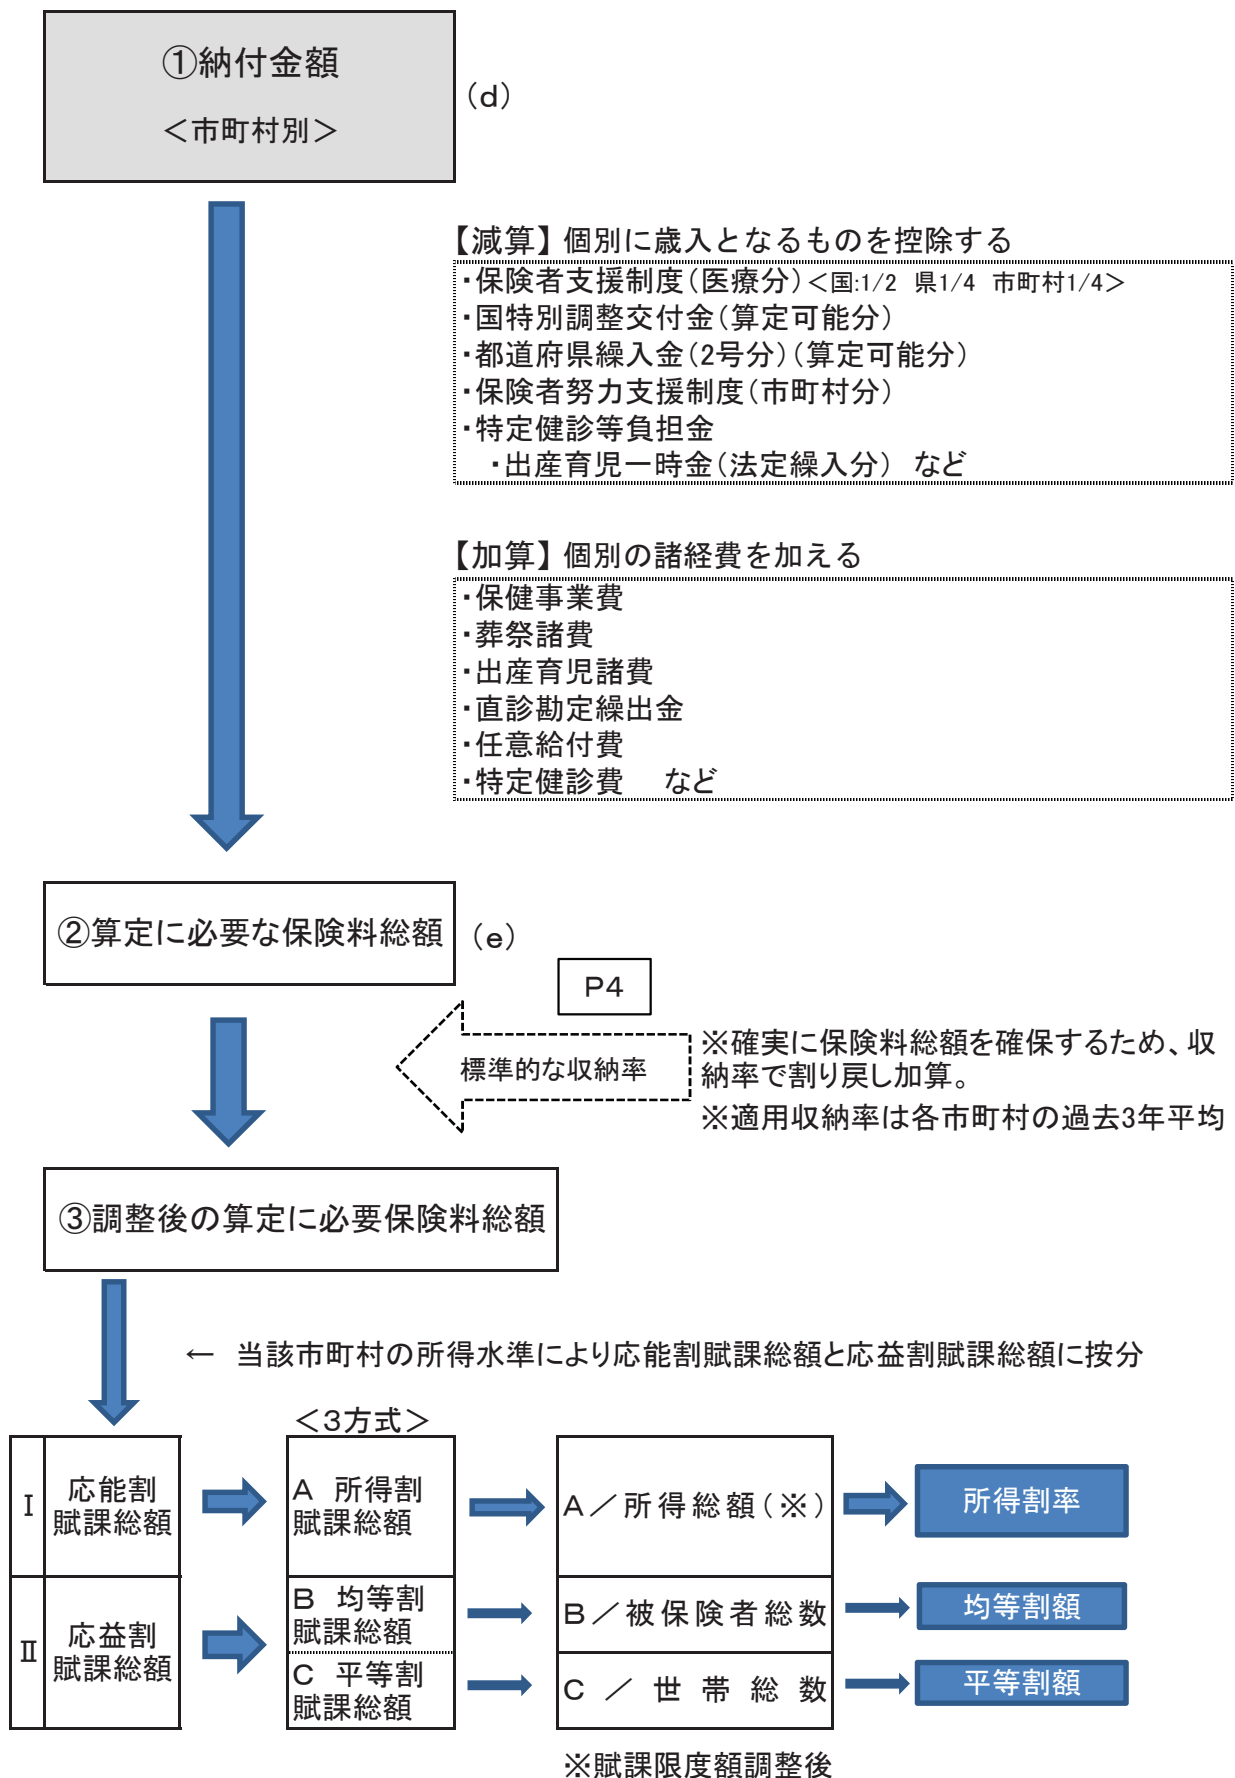 ①納付金額
＜市町村別＞
（d）
【減算】個別に歳入となるものを控除する
・保険者支援制度（医療分）＜国:1/2 県1/4 市町村1/4＞
・国特別調整交付金（算定可能分）
・都道府県繰入金（2号分）（算定可能分）
・保険者努力支援制度（市町村分）
・特定健診等負担金
・出産育児一時金（法定繰入分） など
【加算】個別の諸経費を加える
・保健事業費
・葬祭諸費
・出産育児諸費
・直診勘定繰出金
・任意給付費
・特定健診費 など
②算定に必要な保険料総額
（e）
P4
標準的な収納率
※確実に保険料総額を確保するため、収
納率で割り戻し加算。
※適用収納率は各市町村の過去3年平均
③調整後の算定に必要保険料総額
← 当該市町村の所得水準により応能割賦課総額と応益割賦課総額に按分
＜3方式＞
Ⅰ
応能割
賦課総額
A 所得割
賦課総額
A／所得総額（※）
所得割率
Ⅱ
応益割
賦課総額
B 均等割
賦課総額
B／被保険者総数
均等割額
C 平等割
賦課総額
C ／ 世 帯 総 数
平等割額
※賦課限度額調整後